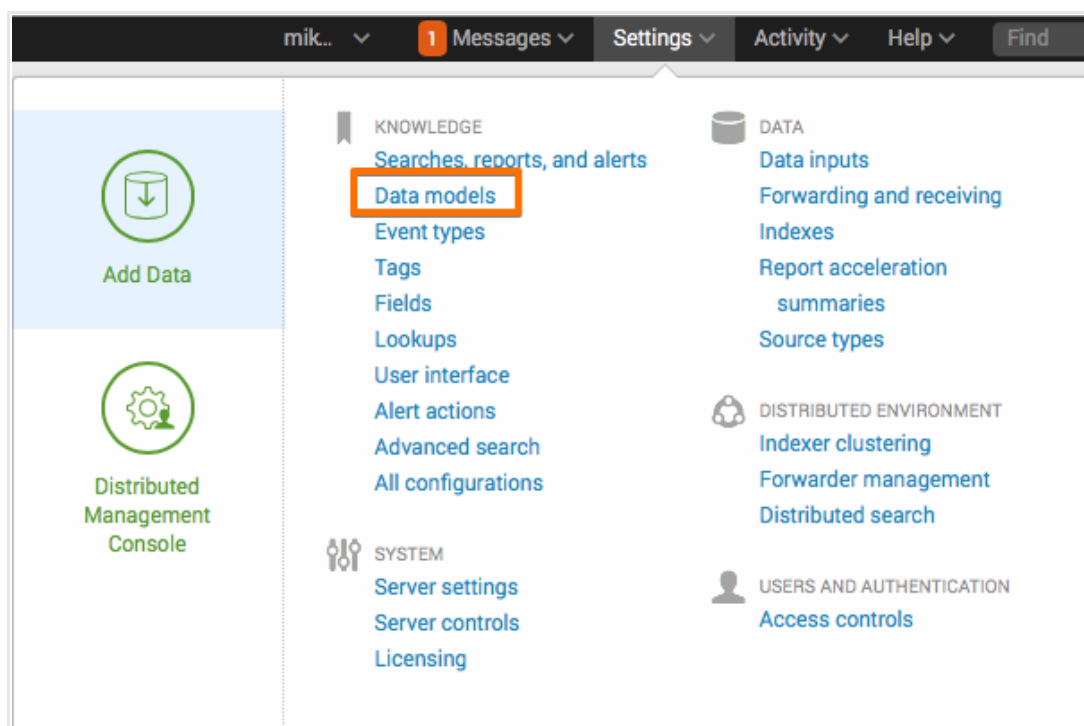 mik... 1 Messages Settings Activity Help Find
Add Data
Distributed
Management
Console
KNOWLEDGE
Searches, reports, and alerts
Data models
Event types
Tags
Fields
Lookups
User interface
Alert actions
Advanced search
All configurations
SYSTEM
Server settings
Server controls
Licensing
DATA
Data inputs
Forwarding and receiving
Indexes
Report acceleration
summaries
Source types
DISTRIBUTED ENVIRONMENT
Indexer clustering
Forwarder management
Distributed search
USERS AND AUTHENTICATION
Access controls